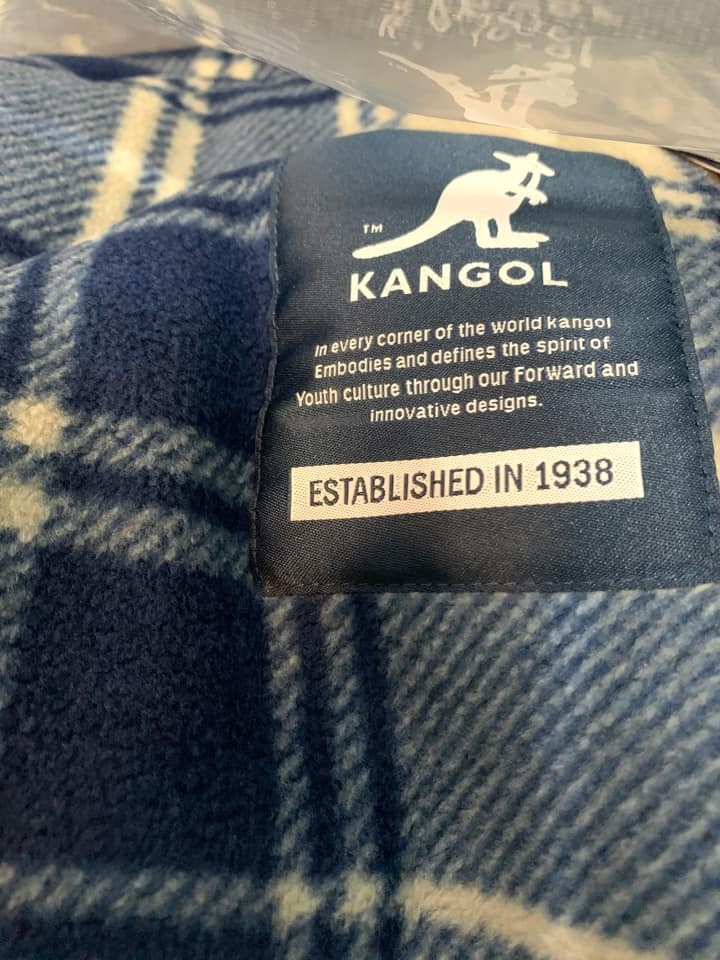 TM
KANGOL
In every corner of the world kangol
Embodies and defines the spirit of
Youth culture through our Forward and
innovative designs.
ESTABLISHED IN 1938